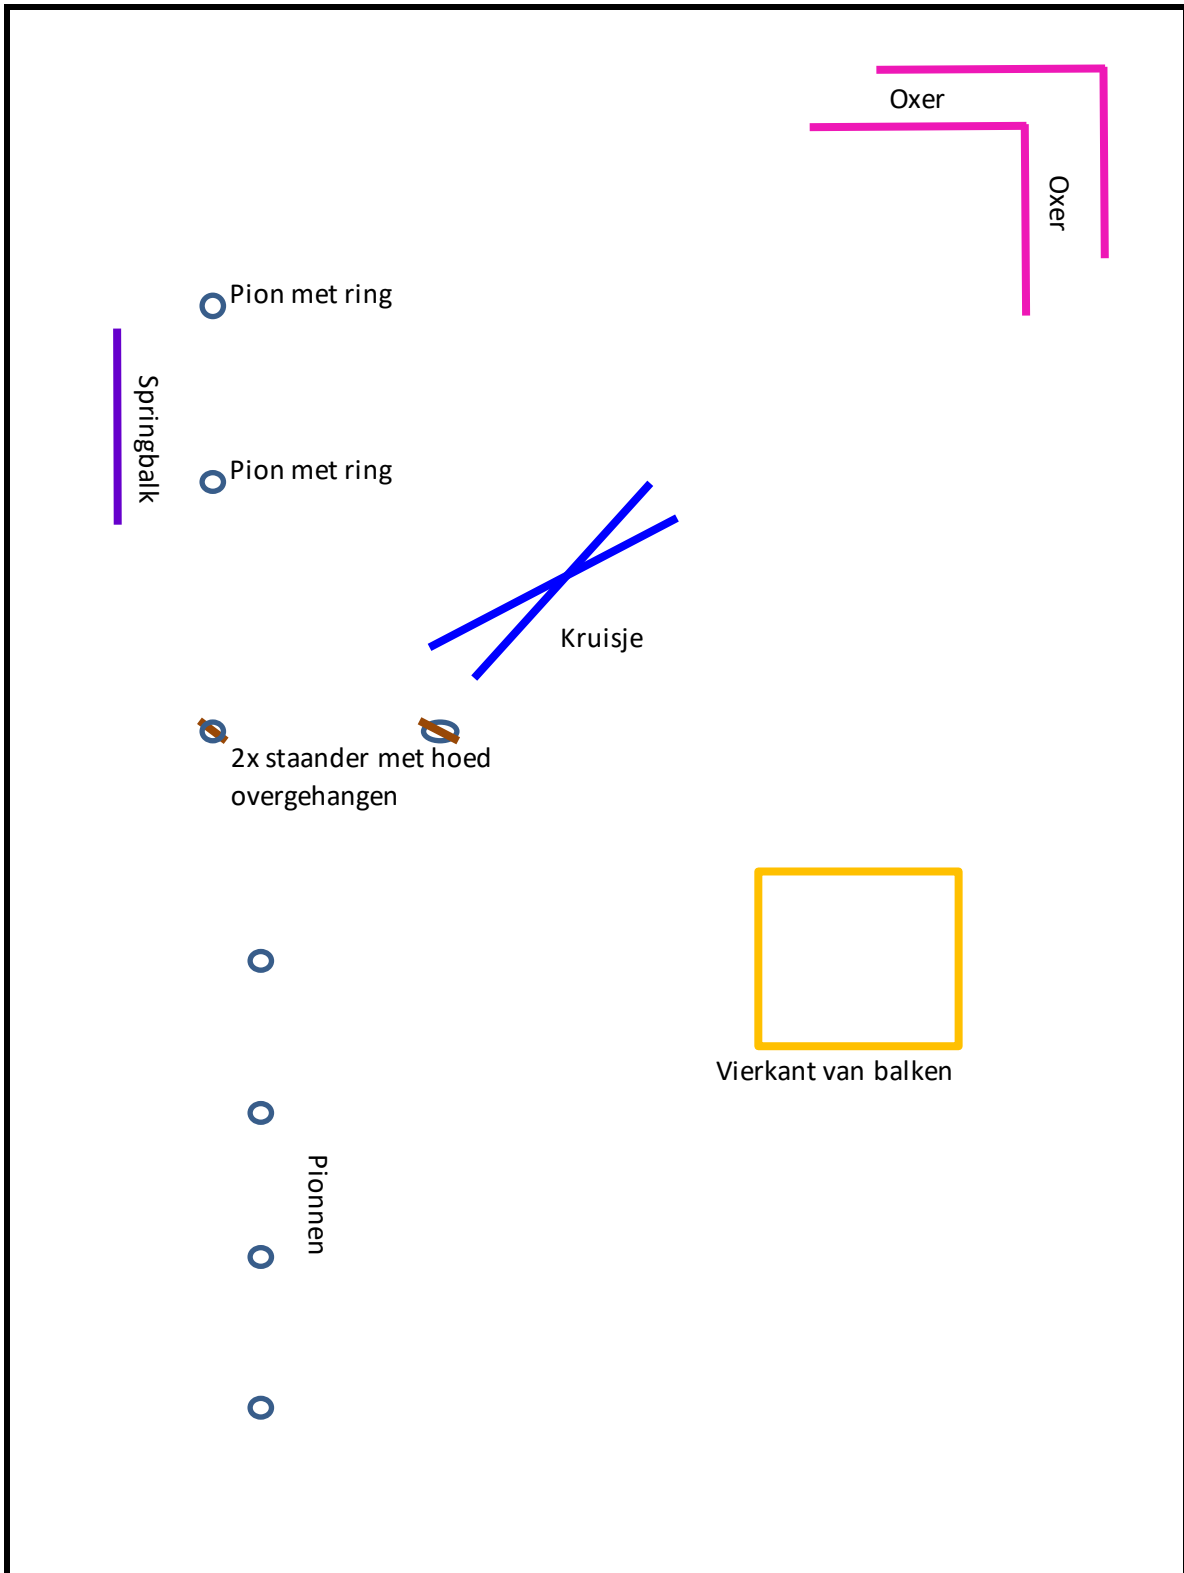 Oxer
Oxer
Pion met ring
Springbalk
Pion met ring
Kruisje
2x staander met hoed
overgehangen
Vierkant van balken
Pionnen